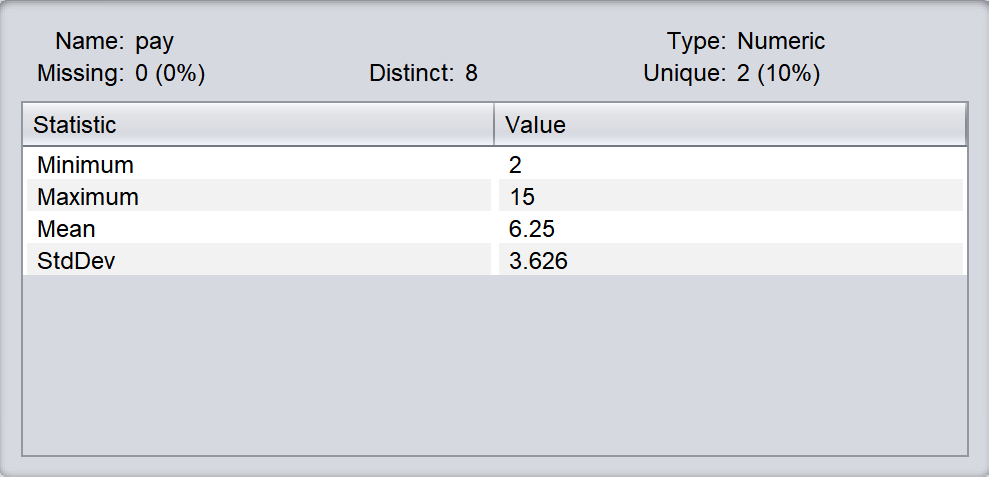 Name: pay Type: Numeric
Missing: 0 (0%) Distinct: 8 Unique: 2 (10%)
Statistic Value
Minimum 2
Maximum 15
Mean 6.25
StdDev 3.626